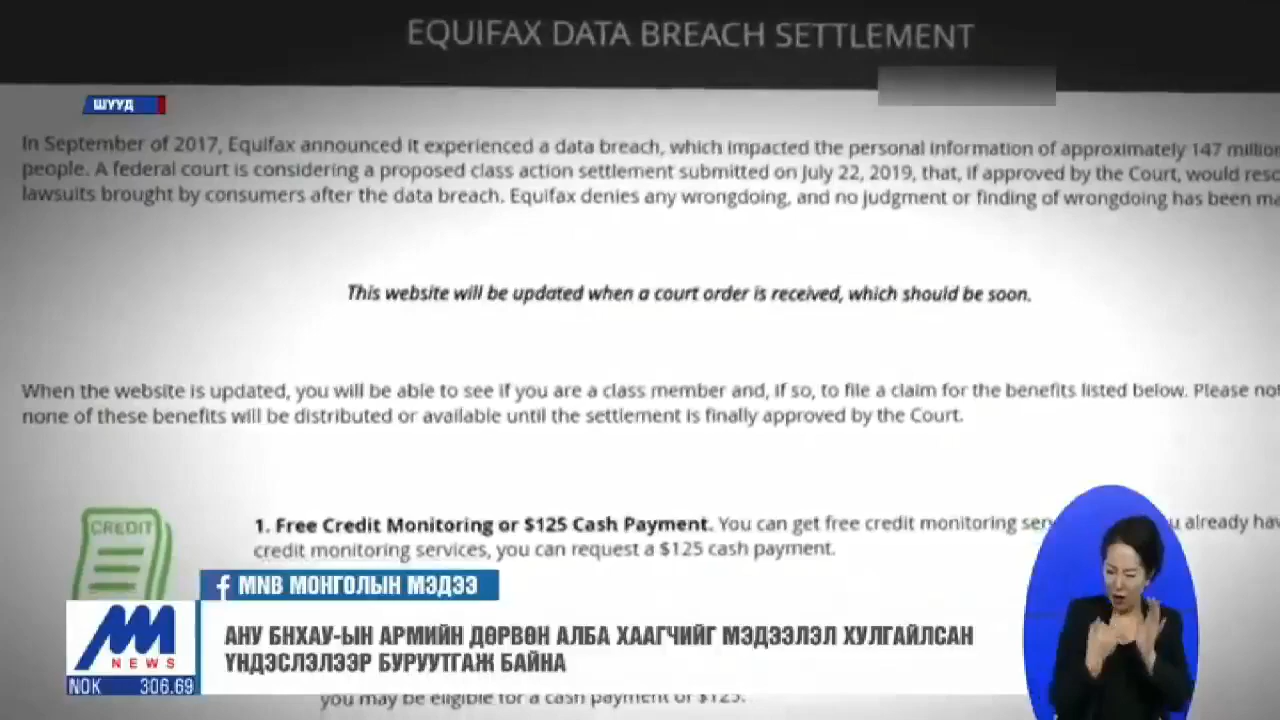 EQUIFAX DATA BREACH SETTLEMENT
ШУУД
In September of 2017, Equifax announced it experienced a data breach, which impacted the personal information of approximately 147 million
people. A federal court is considering a proposed class action settlement submitted on July 22, 2019, that, if approved by the Court, would
lawsuits brought by consumers after the data breach. Equifax denies any wrongdoing, and no judgment or finding of wrongdoing has been
This website will be updated when a court order is received, which should be soon.
When the website is updated, you will be able to see if you are a class member and, if so, to file a claim for the benefits listed below. Please
none of these benefits will be distributed or available until the settlement is finally approved by the Court.
CREDIT
1. Free Credit Monitoring or $125 Cash Payment. You can get free credit monitoring already
credit monitoring services, you can request a $125 cash payment.
f MNB МОНГОЛЫН МЭДЭЭ
АНУ БНХАУ-ЫН АРМИЙН ДӨРВӨН АЛБА ХААГЧИЙГ МЭДЭЭЛЭЛ ХУЛГАЙЛСАН
ҮНДЭСЛЭЛЭЭР БУРУУТГАЖ БАЙНА
M NEWS
NOK 306.69
you may be eligible for a cash payment of $125.